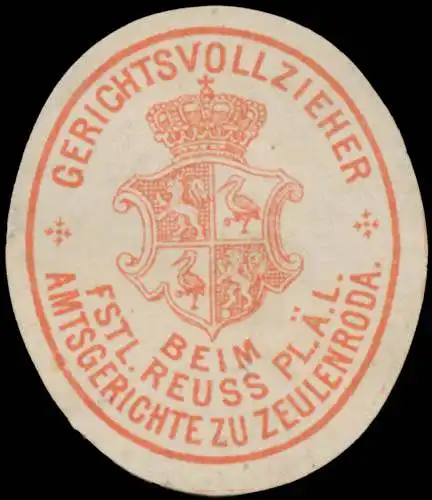 GERICHTSVOLLZIEHER
BEIM
FSTL. REUSS PL.Ä.L.
AMTSGERICHTE ZU ZEULENRODA.